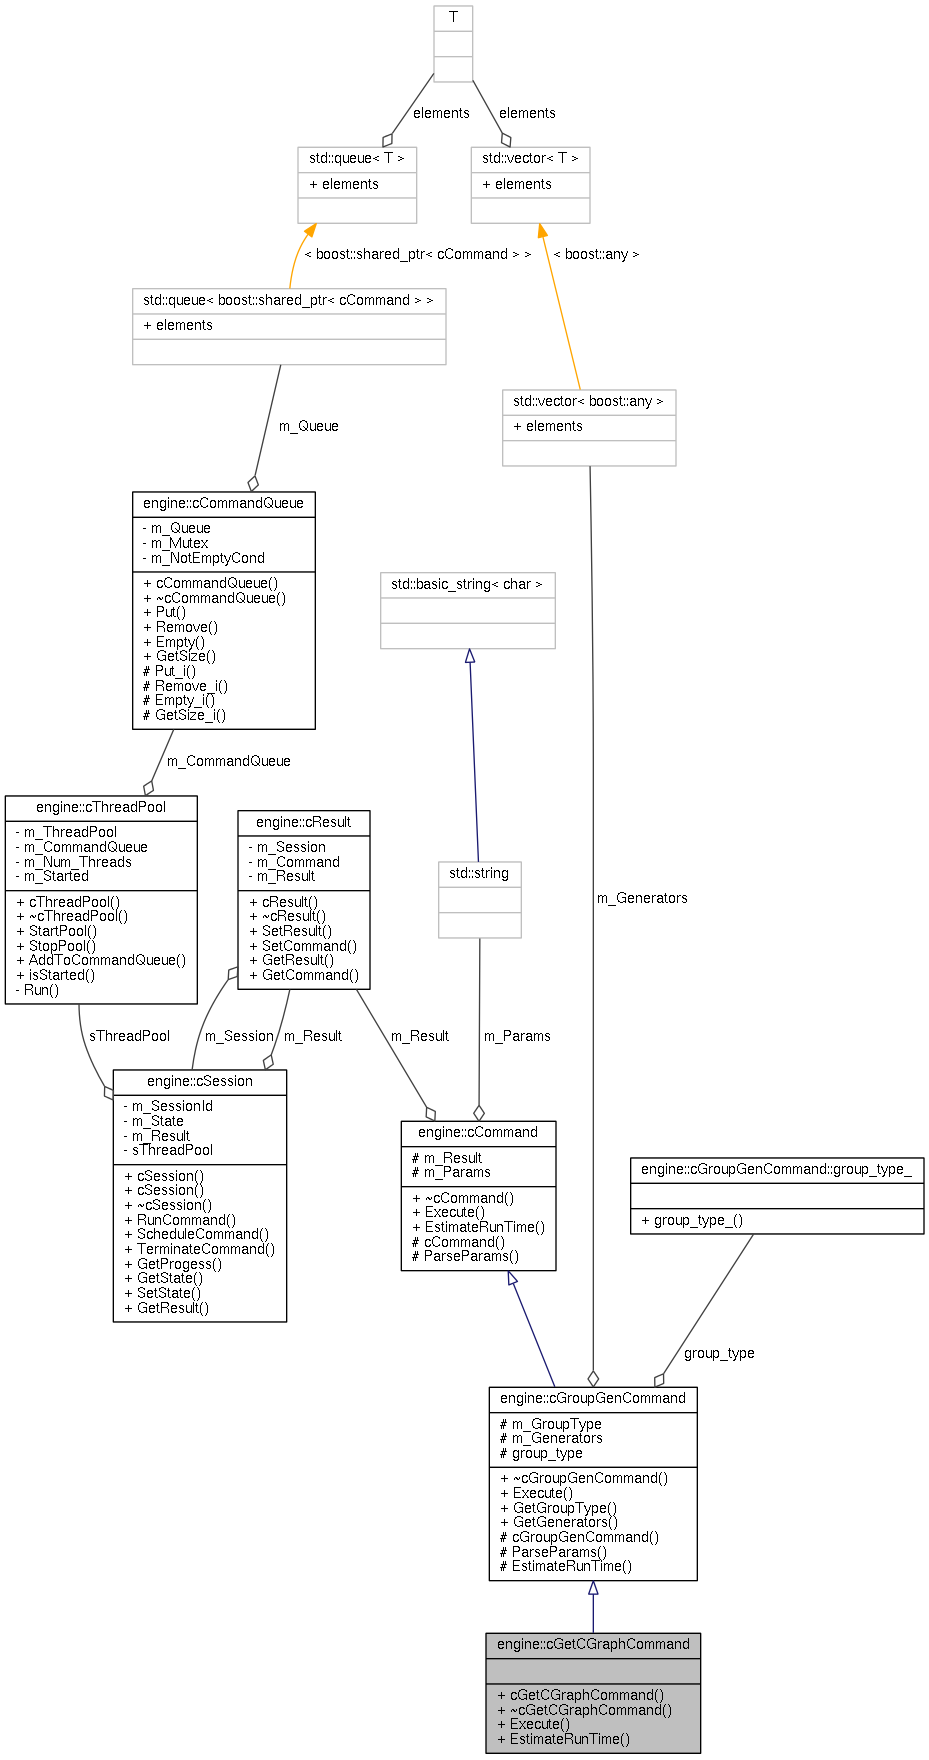 T
elements
elements
std::queue< T >
+ elements
std::vector< T >
+ elements
< boost::shared_ptr< cCommand > >
< boost::any >
std::queue< boost::shared_ptr< cCommand > >
+ elements
std::vector< boost::any >
+ elements
m_Queue
engine::cCommandQueue
- m_Queue
- m_Mutex
- m_NotEmptyCond
+ cCommandQueue()
+ ~cCommandQueue()
+ Put()
+ Remove()
+ Empty()
+ GetSize()
# Put_i()
# Remove_i()
# Empty_i()
# GetSize_i()
std::basic_string< char >
m_CommandQueue
engine::cThreadPool
- m_ThreadPool
- m_CommandQueue
- m_Num_Threads
- m_Started
+ cThreadPool()
+ ~cThreadPool()
+ StartPool()
+ StopPool()
+ AddToCommandQueue()
+ isStarted()
- Run()
engine::cResult
- m_Session
- m_Command
- m_Result
+ cResult()
+ ~cResult()
+ SetResult()
+ SetCommand()
+ GetResult()
+ GetCommand()
std::string
m_Generators
sThreadPool
m_Session
m_Result
m_Result
m_Params
engine::cSession
- m_SessionId
- m_State
- m_Result
- sThreadPool
+ cSession()
+ cSession()
+ ~cSession()
+ RunCommand()
+ ScheduleCommand()
+ TerminateCommand()
+ GetProgess()
+ GetState()
+ SetState()
+ GetResult()
engine::cCommand
# m_Result
# m_Params
+ ~cCommand()
+ Execute()
+ EstimateRunTime()
# cCommand()
# ParseParams()
engine::cGroupGenCommand::group_type_
+ group_type_()
group_type
engine::cGroupGenCommand
# m_GroupType
# m_Generators
# group_type
+ ~cGroupGenCommand()
+ Execute()
+ GetGroupType()
+ GetGenerators()
# cGroupGenCommand()
# ParseParams()
# EstimateRunTime()
engine::cGetCGraphCommand
+ cGetCGraphCommand()
+ ~cGetCGraphCommand()
+ Execute()
+ EstimateRunTime()